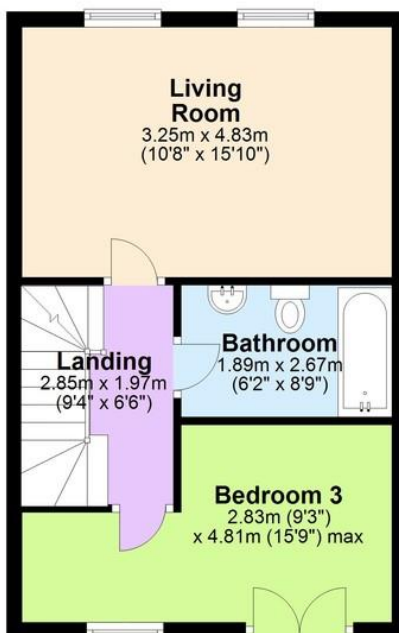 Living
Room
3.25m x 4.83m
(10'8" x 15'10")
Landing
2.85m x 1.97m
(9'4" x 6'6")
Bathroom
1.89m x 2.67m
(6'2" x 8'9")
Bedroom 3
2.83m (9'3")
x 4.81m (15'9") max